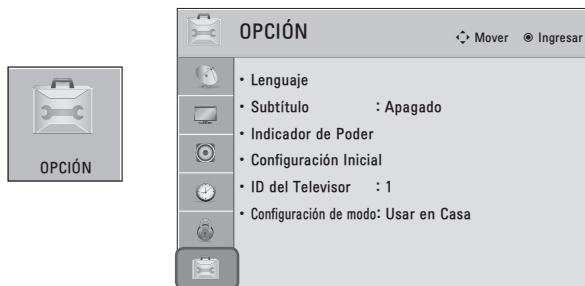 OPCIÓN
OPCIÓN
Mover Ingresar
• Lenguaje
• Subtítulo : Apagado
• Indicador de Poder
• Configuración Inicial
• ID del Televisor : 1
• Configuración de modo: Usar en Casa